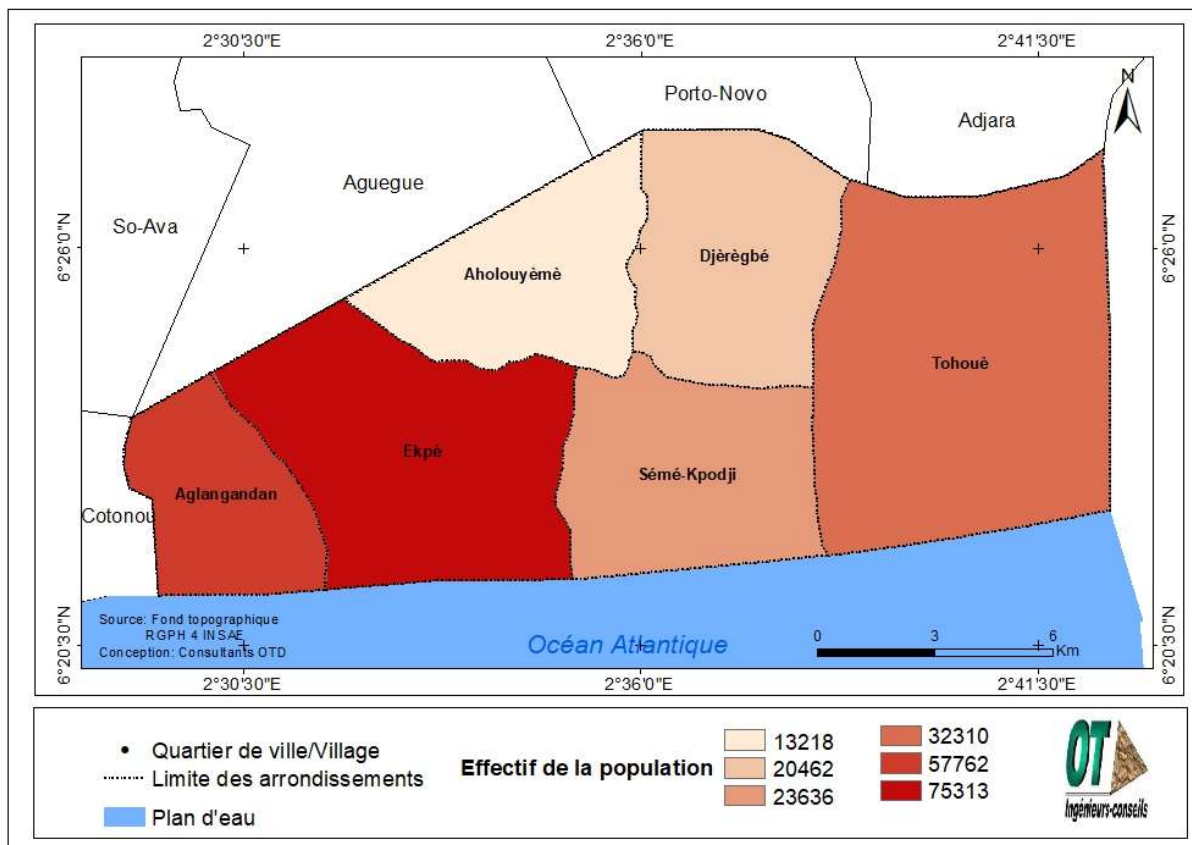 2°30'30"E 2°36'0"E 2°41'30"E
N
Porto-Novo
Adjara
Aguegue
So-Ava
6°26'0"N 6°26'0"N
Djèrègbé
Aholouyèmè
Tohouè
Ekpè
Sémé-Kpodji
Aglangandan
Cotonou
Source: Fond topographique
RGPH 4 INSAE
Conception: Consultants OTD
Océan Atlantique
0 3 6
Km
6°20'30"N 6°20'30"N
2°30'30"E 2°36'0"E 2°41'30"E
Quartier de ville/Village
Limite des arrondissements
Plan d'eau
Effectif de la population
13218
20462
23636
32310
57762
75313
OT
Ingénieurs-conseils